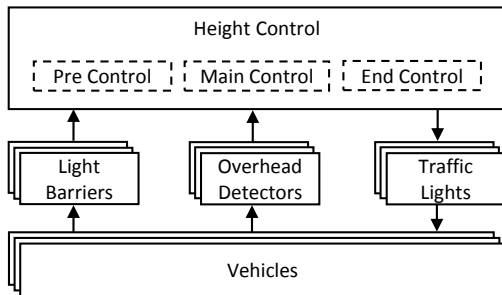 Height Control
Pre Control Main Control End Control
Light Overhead Traffic
Barriers Detectors Lights
Vehicles